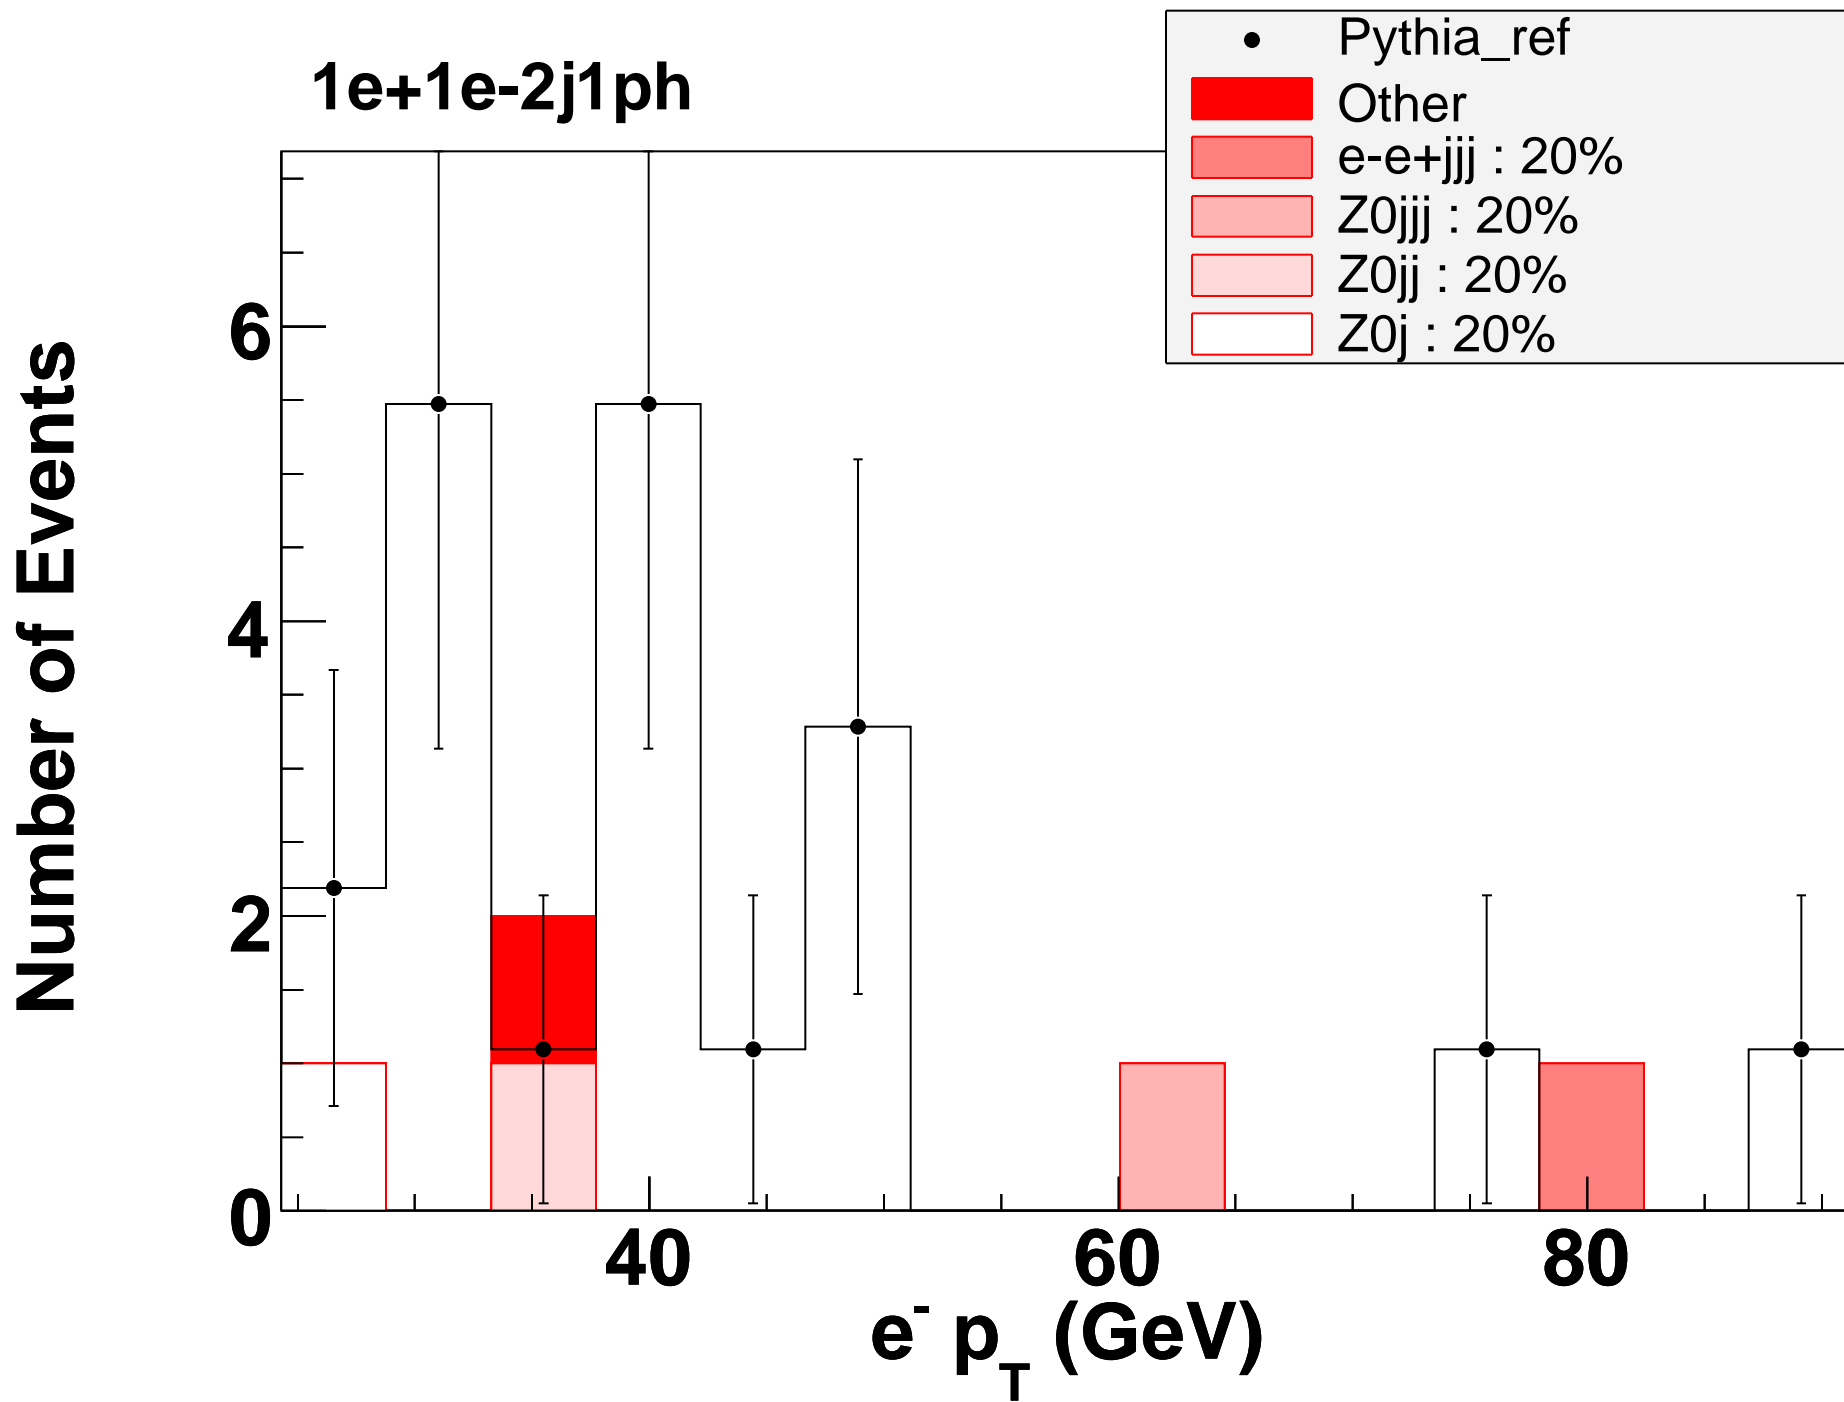 1e+1e-2j1ph
Pythia_ref
Other
e-e+jjj : 20%
Z0jjj : 20%
Z0jj : 20%
Z0j : 20%
Number of Events
6
4
2
0
40 60 80
e- pT (GeV)